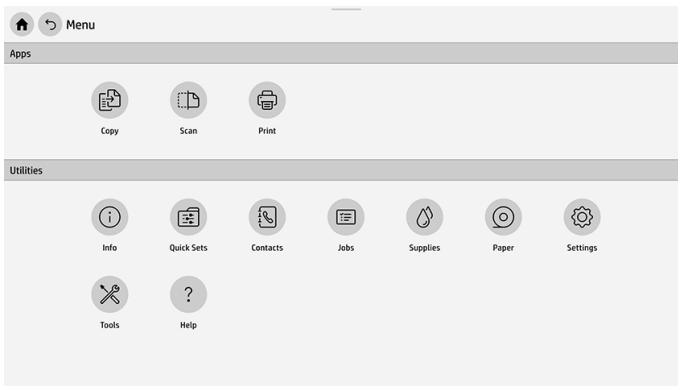 Menu
Apps
Copy Scan Print
Utilities
Info Quick Sets Contacts Jobs Supplies Paper Settings
Tools Help